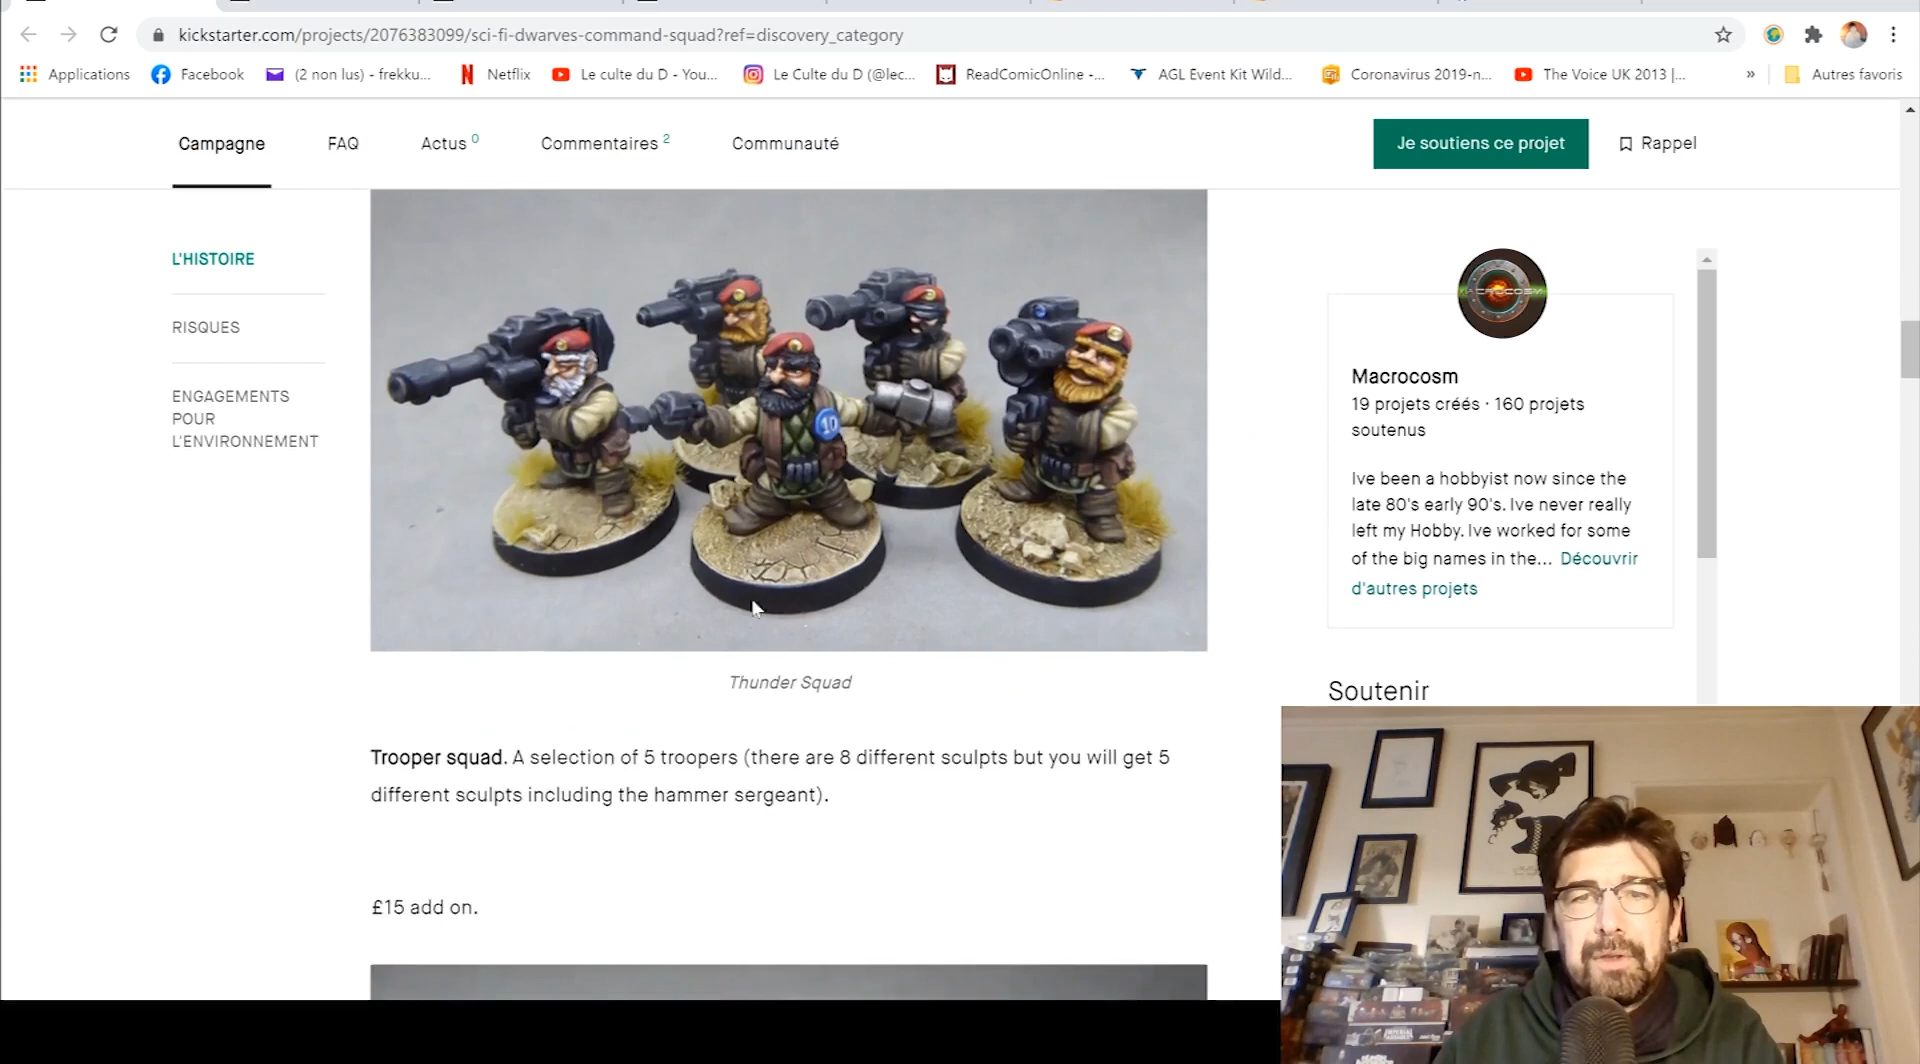 kickstarter.com/projects/2076383099/sci-fi-dwarves-command-squad?ref=discovery_category
Applications
Facebook
(2 non lus) - frekku...
Netflix
Le culte du D - You...
Le Culte du D (@lec...
ReadComicOnline -...
AGL Event Kit Wild...
Coronavirus 2019-n...
The Voice UK 2013 |...
»
Autres favoris
Campagne
FAQ
Actus 0
Commentaires 2
Communauté
Je soutiens ce projet
Rappel
L'HISTOIRE
RISQUES
ENGAGEMENTS
POUR
L'ENVIRONNEMENT
10
Thunder Squad
Trooper squad. A selection of 5 troopers (there are 8 different sculpts but you will get 5
different sculpts including the hammer sergeant).
£15 add on.
MACROCOSM
Macrocosm
19 projets créés · 160 projets
soutenus
Ive been a hobbyist now since the
late 80's early 90's. Ive never really
left my Hobby. Ive worked for some
of the big names in the... Découvrir
d'autres projets
Soutenir